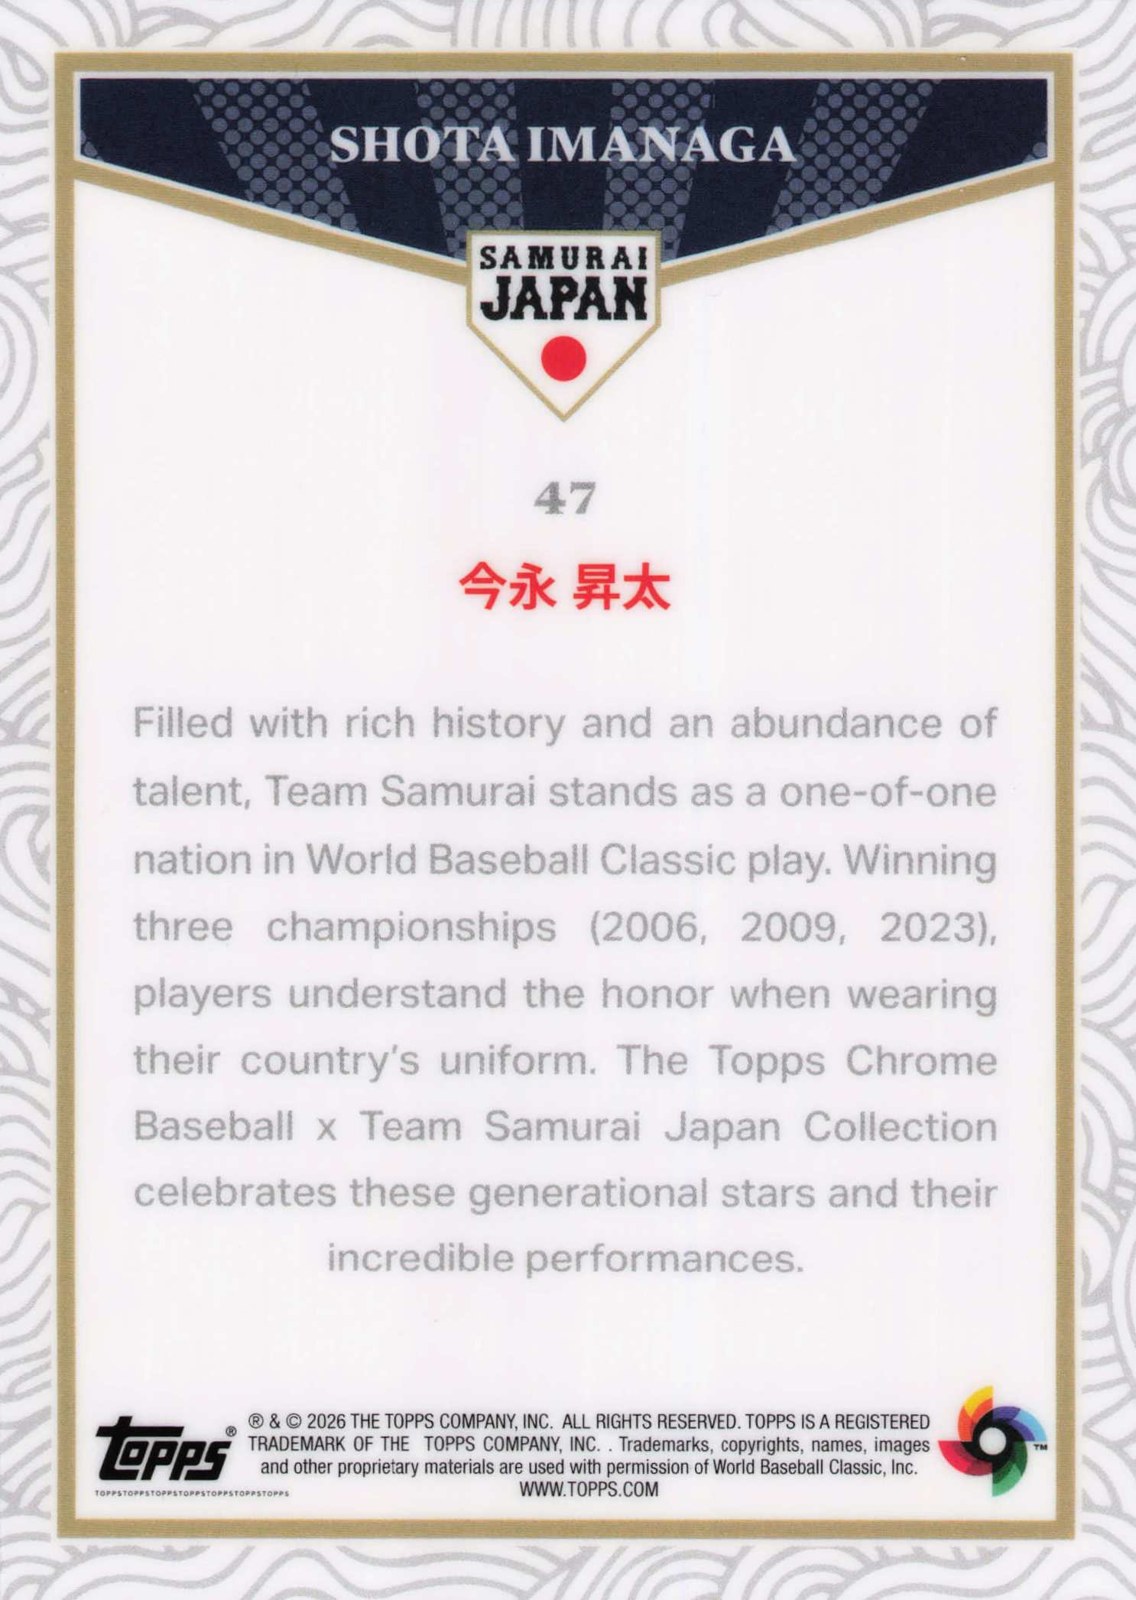 SHOTA IMANAGA
SAMURAI
JAPAN
47
今永 昇太
Filled with rich history and an abundance of
talent, Team Samurai stands as a one-of-one
nation in World Baseball Classic play. Winning
three championships (2006, 2009, 2023),
players understand the honor when wearing
their country's uniform. The Topps Chrome
Baseball x Team Samurai Japan Collection
celebrates these generational stars and their
incredible performances.
topps®
TOPPSTOPPSTOPPSTOPPSTOPPSTOPPSTOPPS
® & © 2026 THE TOPPS COMPANY, INC. ALL RIGHTS RESERVED. TOPPS IS A REGISTERED
TRADEMARK OF THE TOPPS COMPANY, INC. . Trademarks, copyrights, names, images
and other proprietary materials are used with permission of World Baseball Classic, Inc.
WWW.TOPPS.COM
TM